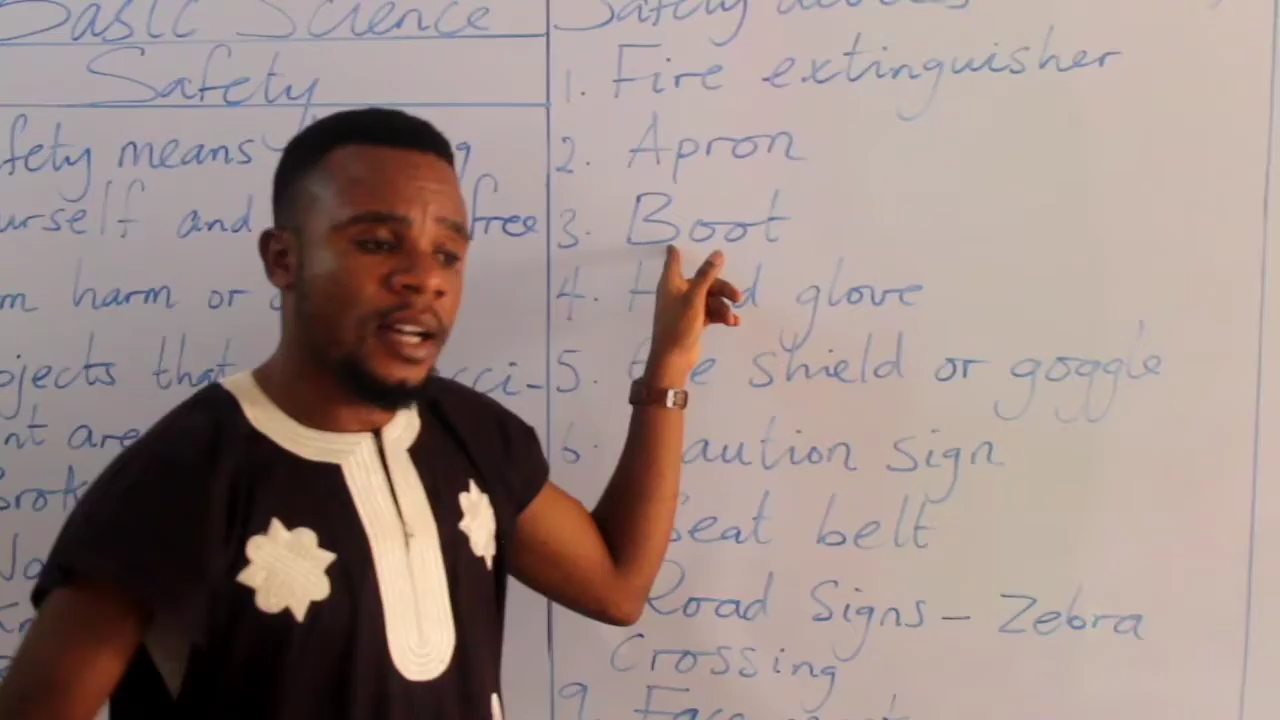 Basic Science
Safety
fety means
urself and free
m harm or
ojects that cci-
nt are
Safety devices
1. Fire extinguisher
2. Apron
3. Boot
4. H d glove
5. shield or goggle
6. aution sign
Seat belt
Road Signs - Zebra
Crossing
9. Face